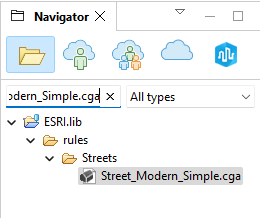 Navigator
odern_Simple.cga
All types
ESRI.lib
rules
Streets
Street_Modern_Simple.cga